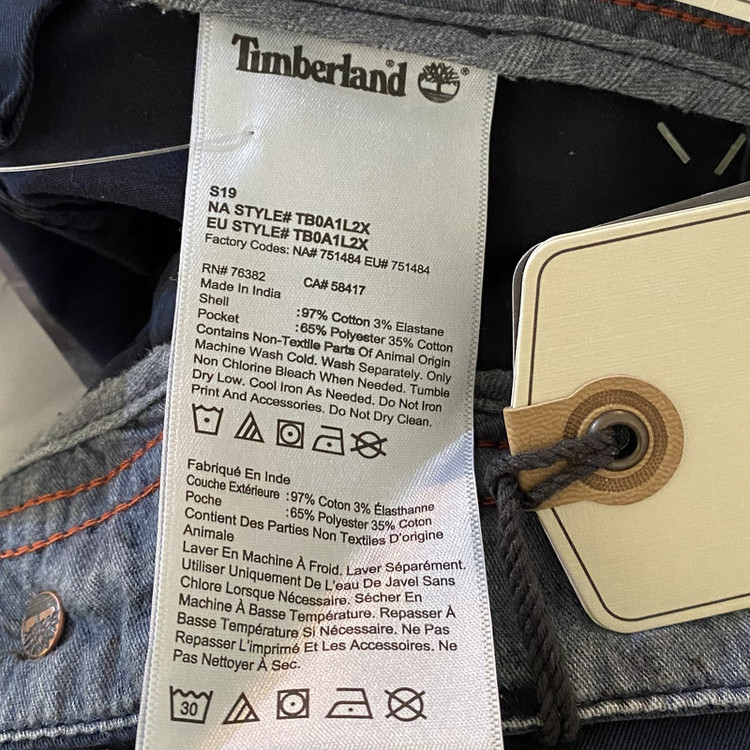 Timberland®
S19
NA STYLE# TB0A1L2X
EU STYLE# TB0A1L2X
Factory Codes: NA# 751484 EU# 751484
RN# 76382 CA# 58417
Made In India
Shell :97% Cotton 3% Elastane
Pocket :65% Polyester 35% Cotton
Contains Non-Textile Parts Of Animal Origin
Machine Wash Cold. Wash Separately. Only
Non Chlorine Bleach When Needed. Tumble
Dry Low. Cool Iron As Needed. Do Not Iron
Print And Accessories. Do Not Dry Clean.
Fabriqué En Inde
Couche Extérieure :97% Coton 3% Élasthanne
Poche :65% Polyester 35% Coton
Contient Des Parties Non Textiles D'origine
Animale
Laver En Machine À Froid. Laver Séparément.
Utiliser Uniquement De L'eau De Javel Sans
Chlore Lorsque Nécessaire. Sécher En
Machine À Basse Température. Repasser À
Basse Température Si Nécessaire. Ne Pas
Repasser L'imprimé Et Les Accessoires. Ne
Pas Nettoyer À Sec.
30